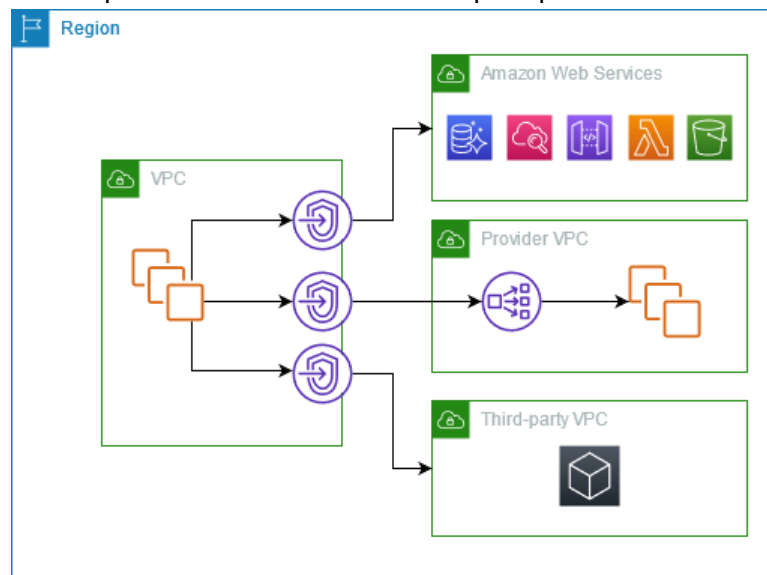 Region
Amazon Web Services
VPC
Provider VPC
Third-party VPC